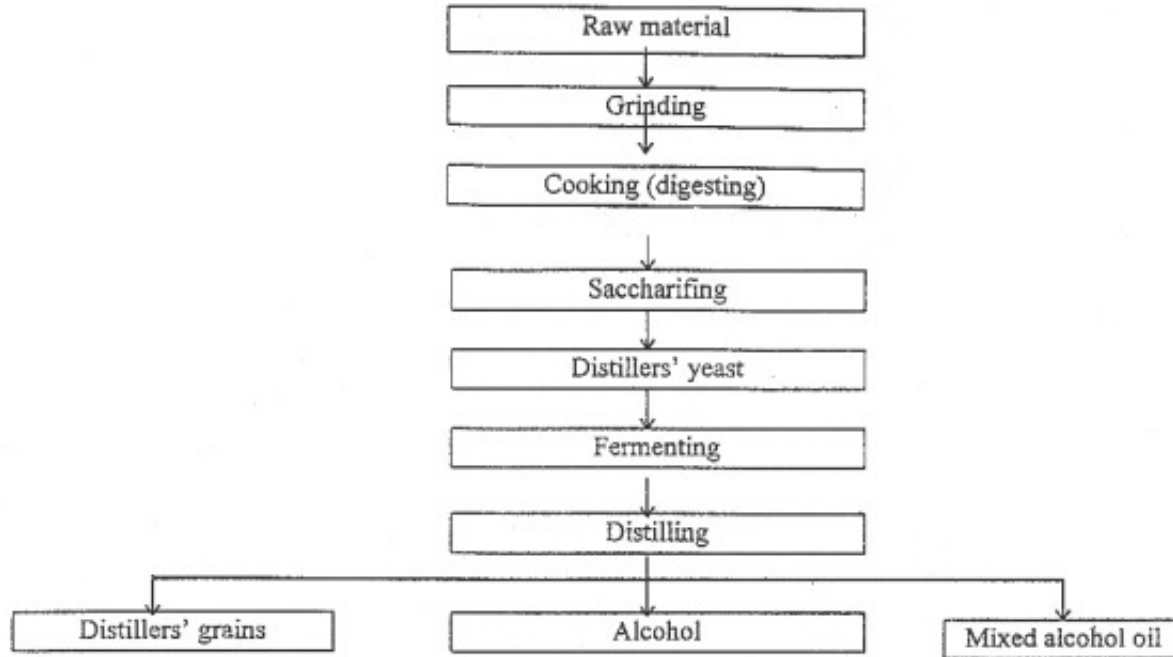 Raw material
Grinding
Cooking (digesting)
Saccharifing
Distillers' yeast
Fermenting
Distilling
Distillers' grains
Alcohol
Mixed alcohol oil